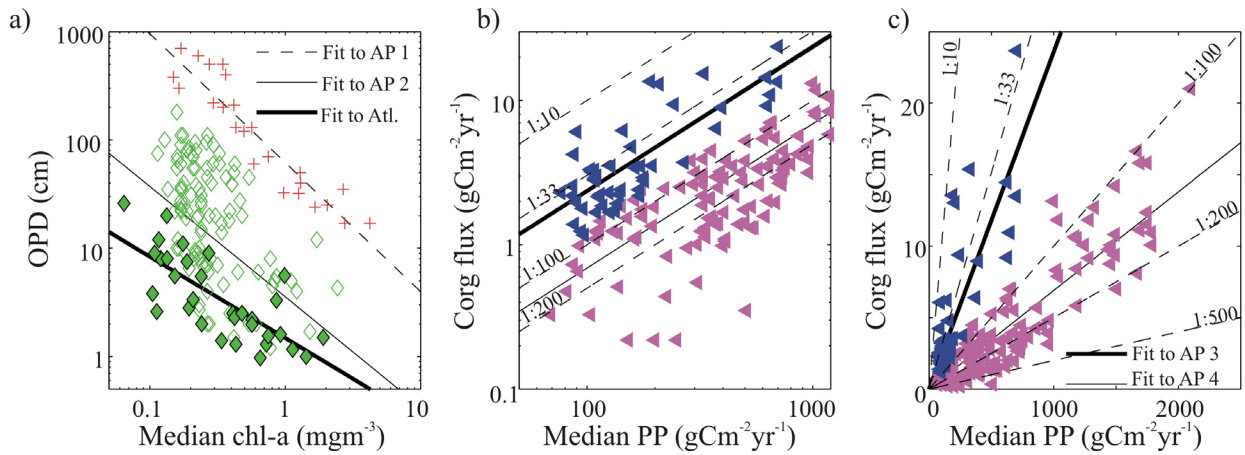 a)
1000
100
10
1
OPD (cm)
0.1
1
10
Median chl-a (mgm⁻³)
Fit to AP 1
Fit to AP 2
Fit to Atl.
b)
10
1
0.1
Corg flux (gCm⁻²yr⁻¹)
50
100
200
1000
Median PP (gCm⁻²yr⁻¹)
1:10
1:33
1:100
1:200
c)
20
10
0
Corg flux (gCm⁻²yr⁻¹)
0
1000
2000
Median PP (gCm⁻²yr⁻¹)
1:10
1:33
1:100
1:200
1:500
Fit to AP 3
Fit to AP 4